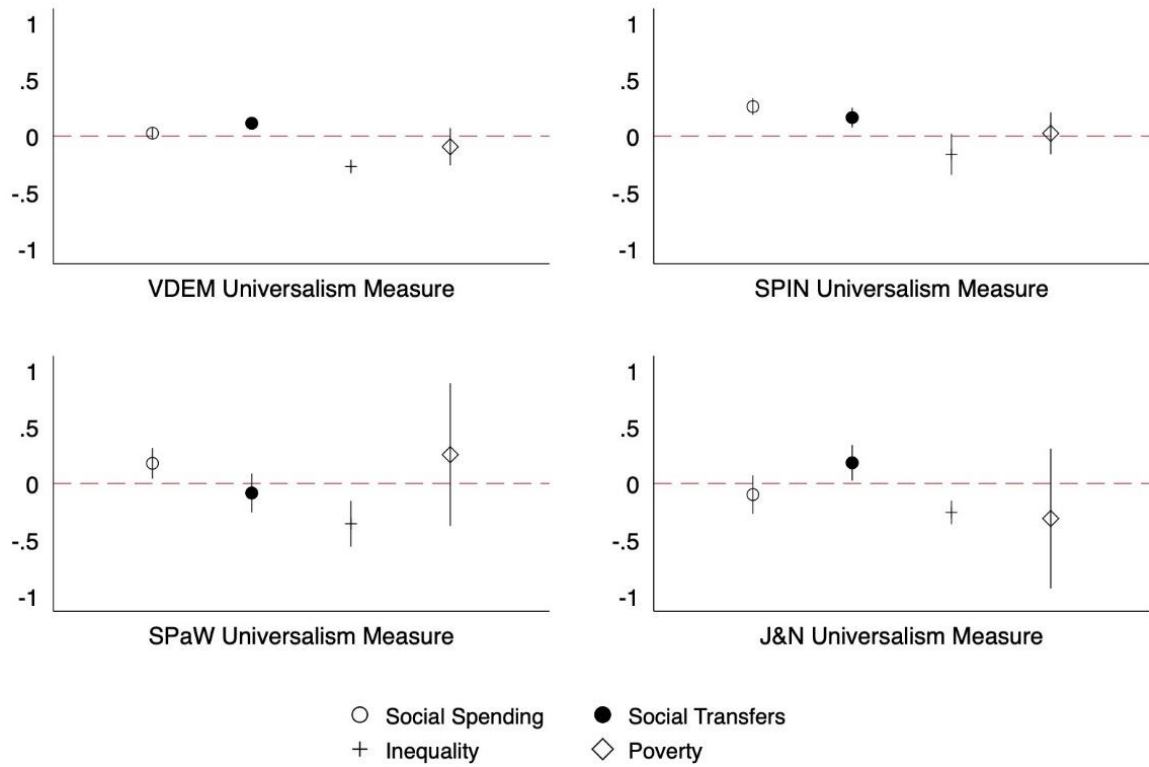 1
.5
0
-.5
-1
VDEM Universalism Measure
1
.5
0
-.5
-1
SPIN Universalism Measure
1
.5
0
-.5
-1
SPaW Universalism Measure
1
.5
0
-.5
-1
J&N Universalism Measure
Social Spending
Social Transfers
Inequality
Poverty